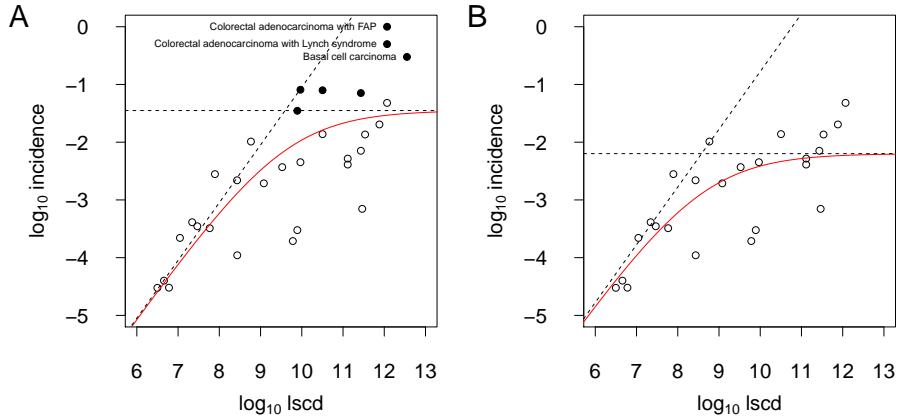 A
B
Colorectal adenocarcinoma with FAP
Colorectal adenocarcinoma with Lynch syndrome
Basal cell carcinoma
0
−1
−2
−3
−4
−5
log10 incidence
6 7 8 9 10 11 12 13
log10 lscd
0
−1
−2
−3
−4
−5
log10 incidence
6 7 8 9 10 11 12 13
log10 lscd